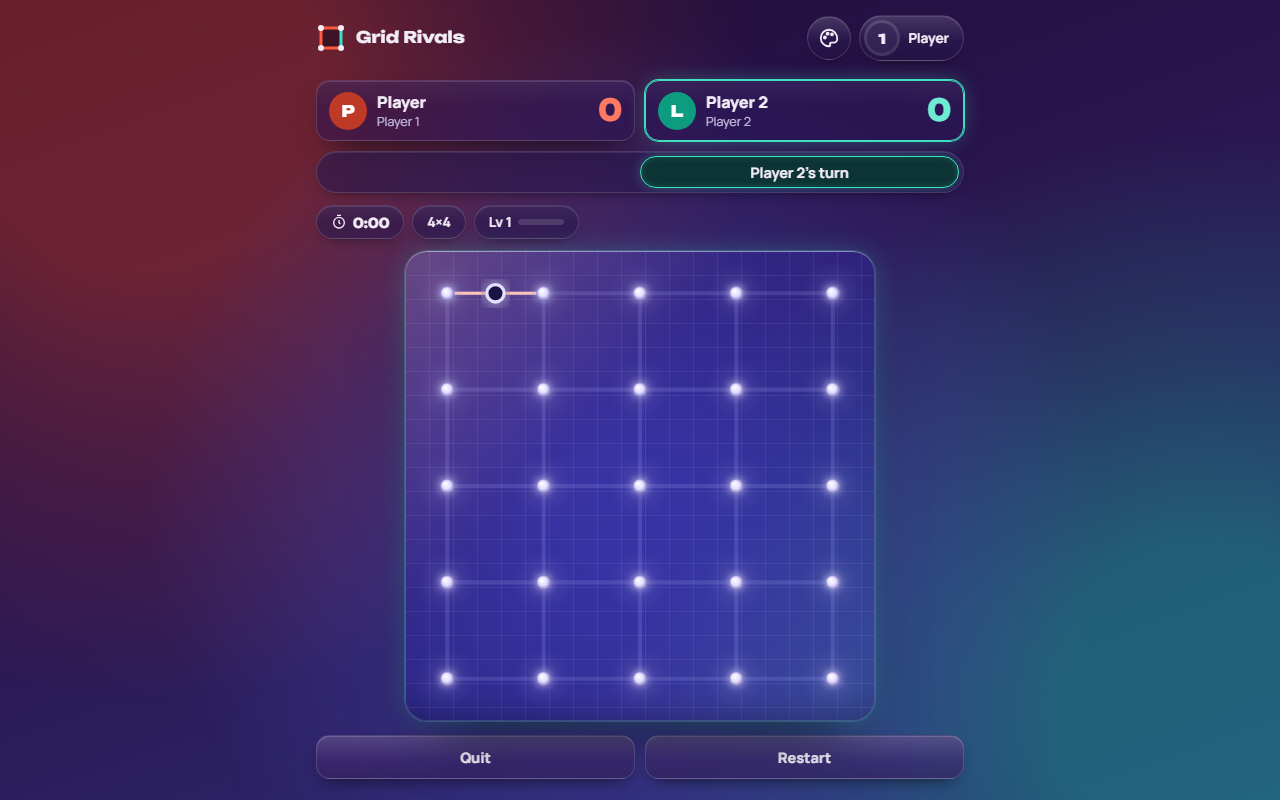 Grid Rivals
1 Player
P Player 0
Player 1
L Player 2 0
Player 2
Player 2's turn
0:00 4×4 Lv 1
Quit Restart